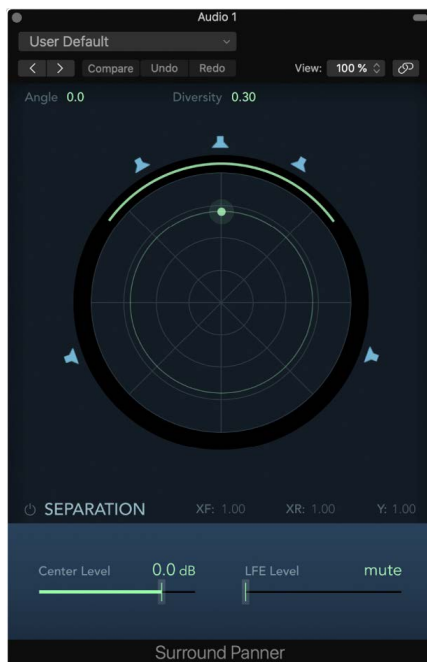 Audio 1
User Default
Compare Undo Redo View: 100 %
Angle 0.0 Diversity 0.30
SEPARATION XF: 1.00 XR: 1.00 Y: 1.00
Center Level 0.0 dB LFE Level mute
Surround Panner